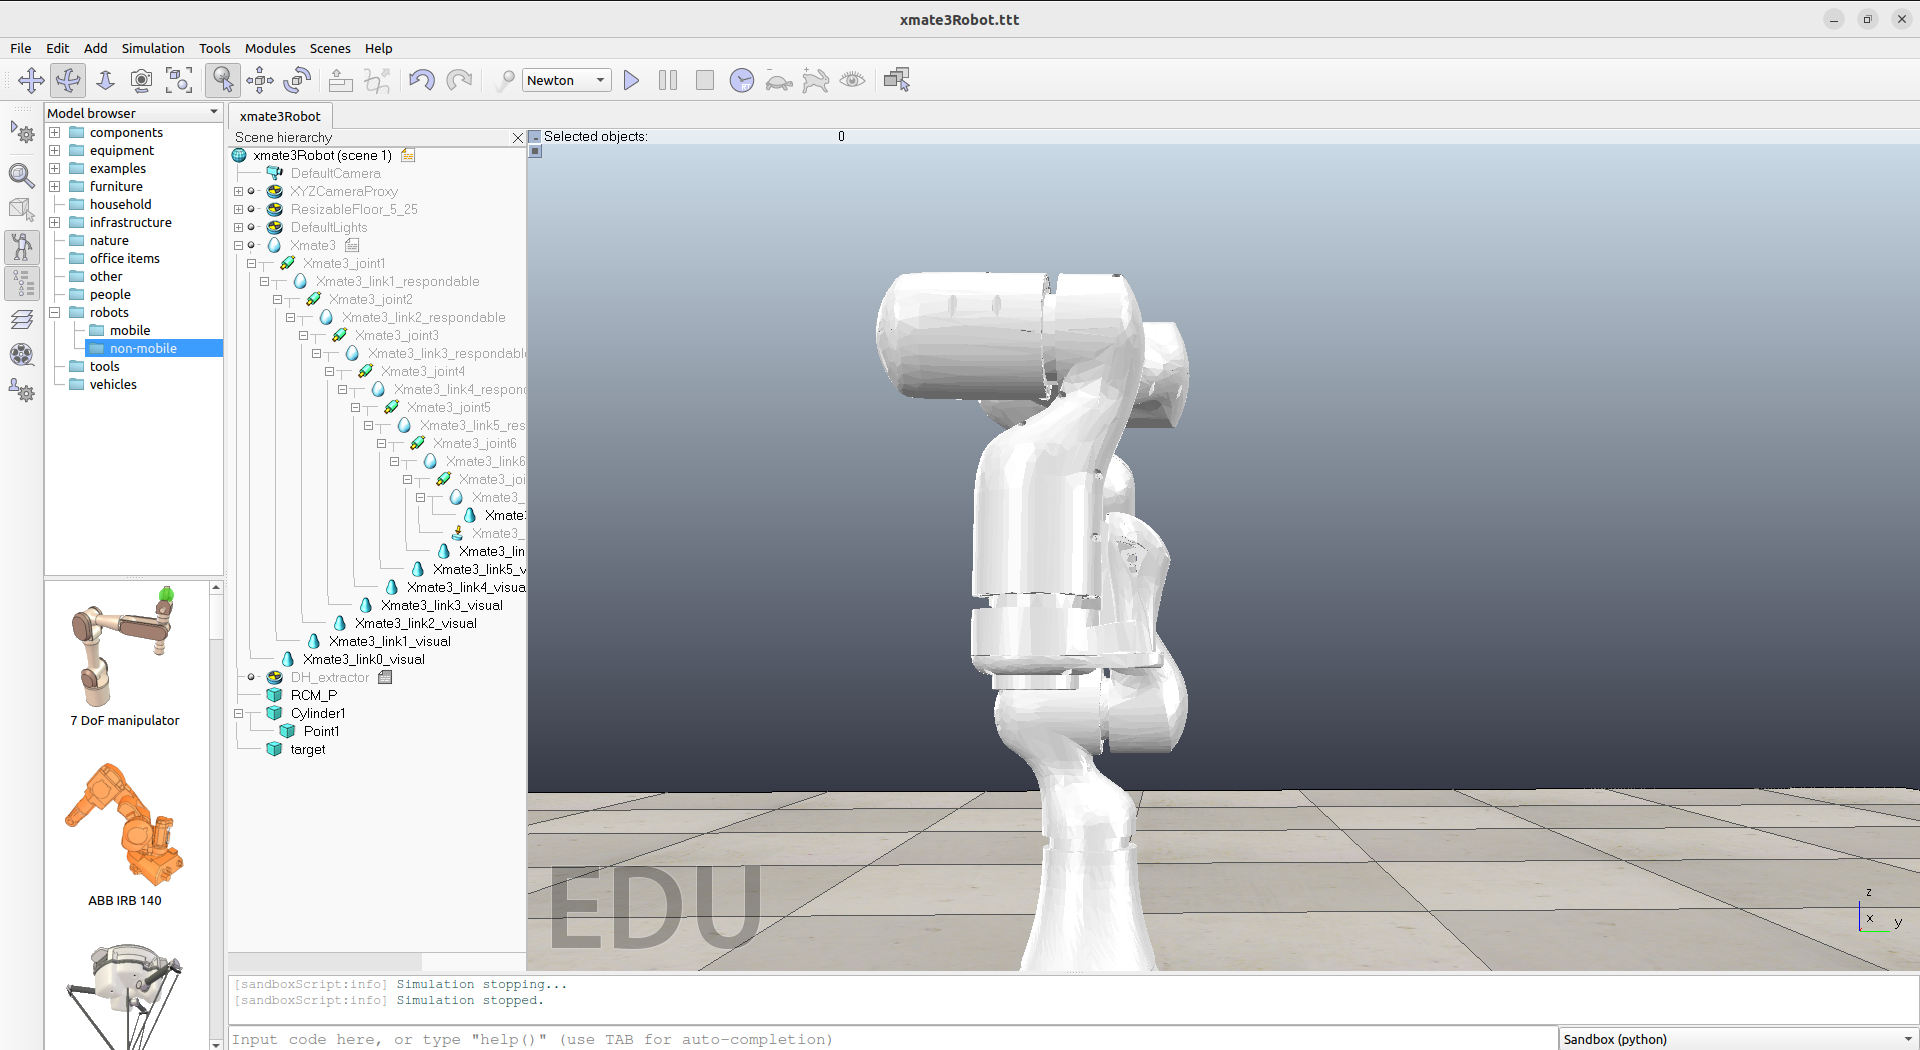 xmate3Robot.ttt
File Edit Add Simulation Tools Modules Scenes Help
Newton
Model browser
components
equipment
examples
furniture
household
infrastructure
nature
office items
other
people
robots
mobile
non-mobile
tools
vehicles
7 DoF manipulator
ABB IRB 140
xmate3Robot
Scene hierarchy
xmate3Robot (scene 1)
DefaultCamera
XYZCameraProxy
ResizableFloor_5_25
DefaultLights
Xmate3
Xmate3_joint1
Xmate3_link1_respondable
Xmate3_joint2
Xmate3_link2_respondable
Xmate3_joint3
Xmate3_link3_respondabl
Xmate3_joint4
Xmate3_link4_respon
Xmate3_joint5
Xmate3_link5_res
Xmate3_joint6
Xmate3_link6
Xmate3_joi
Xmate3_
Xmate3
Xmate3_
Xmate3_lin
Xmate3_link5_v
Xmate3_link4_visua
Xmate3_link3_visual
Xmate3_link2_visual
Xmate3_link1_visual
Xmate3_link0_visual
DH_extractor
RCM_P
Cylinder1
Point1
target
Selected objects: 0
EDU
z
x y
[sandboxScript:info] Simulation stopping...
[sandboxScript:info] Simulation stopped.
Input code here, or type "help()" (use TAB for auto-completion)
Sandbox (python)